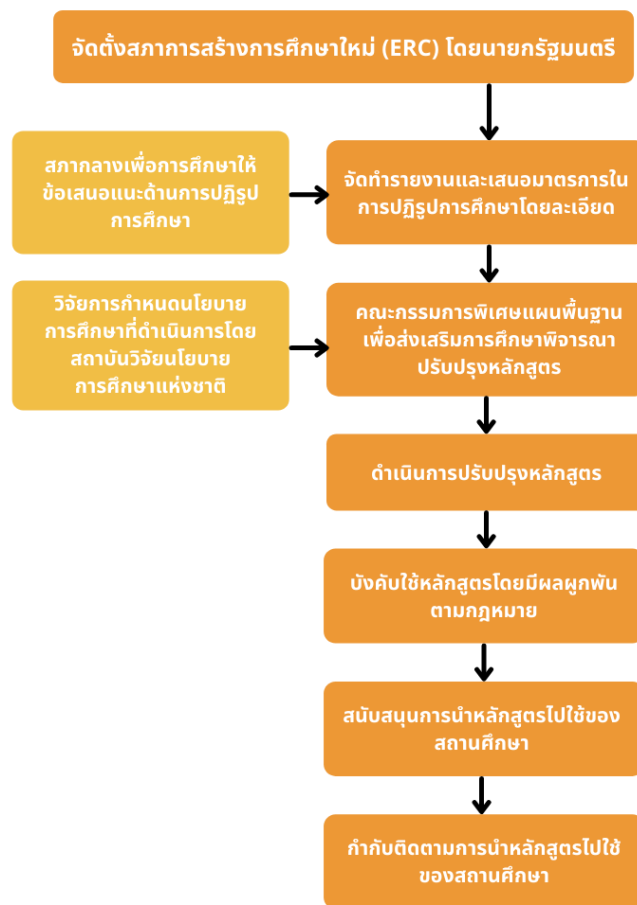 จัดตั้งสภาการสร้างการศึกษาใหม่ (ERC) โดยนายกรัฐมนตรี
สภากลางเพื่อการศึกษาให้
ข้อเสนอแนะด้านการปฏิรูป
การศึกษา
จัดทำรายงานและเสนอมาตรการใน
การปฏิรูปการศึกษาโดยละเอียด
วิจัยการกำหนดนโยบาย
การศึกษาที่ดำเนินการโดย
สถาบันวิจัยนโยบาย
การศึกษาแห่งชาติ
คณะกรรมการพิเศษแผนพื้นฐาน
เพื่อส่งเสริมการศึกษาพิจารณา
ปรับปรุงหลักสูตร
ดำเนินการปรับปรุงหลักสูตร
บังคับใช้หลักสูตรโดยมีผลผูกพัน
ตามกฎหมาย
สนับสนุนการนำหลักสูตรไปใช้ของ
สถานศึกษา
กำกับติดตามการนำหลักสูตรไปใช้
ของสถานศึกษา